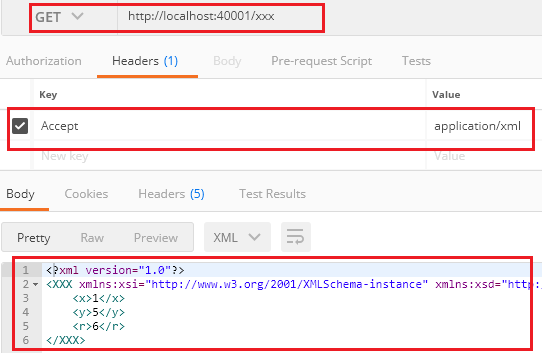 GET http://localhost:40001/xxx
Authorization Headers (1) Body Pre-request Script Tests
Key Value
Accept application/xml
New key Value
Body Cookies Headers (5) Test Results
Pretty Raw Preview XML
1 <?xml version="1.0"?>
2 <XXX xmlns:xsi="http://www.w3.org/2001/XMLSchema-instance" xmlns:xsd="http:
3 <x>1</x>
4 <y>5</y>
5 <r>6</r>
6 </XXX>